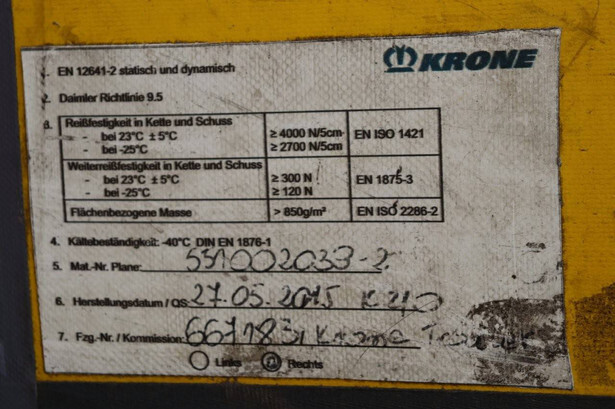 KRONE
1. EN 12641-2 statisch und dynamisch
2. Daimler Richtlinie 9.5
3. Reißfestigkeit in Kette und Schuss
- bei 23°C ± 5°C ≥ 4000 N/5cm EN ISO 1421
- bei -25°C ≥ 2700 N/5cm
Weiterreißfestigkeit in Kette und Schuss
- bei 23°C ± 5°C ≥ 300 N EN 1875-3
- bei -25°C ≥ 120 N
Flächenbezogene Masse > 850g/m² EN ISO 2286-2
4. Kältebeständigkeit: -40°C DIN EN 1876-1
5. Mat.-Nr. Plane: 551002033-2
6. Herstellungsdatum / QS: 27.05.2015
7. Fzg.-Nr. / Kommission: Krone
Links Rechts